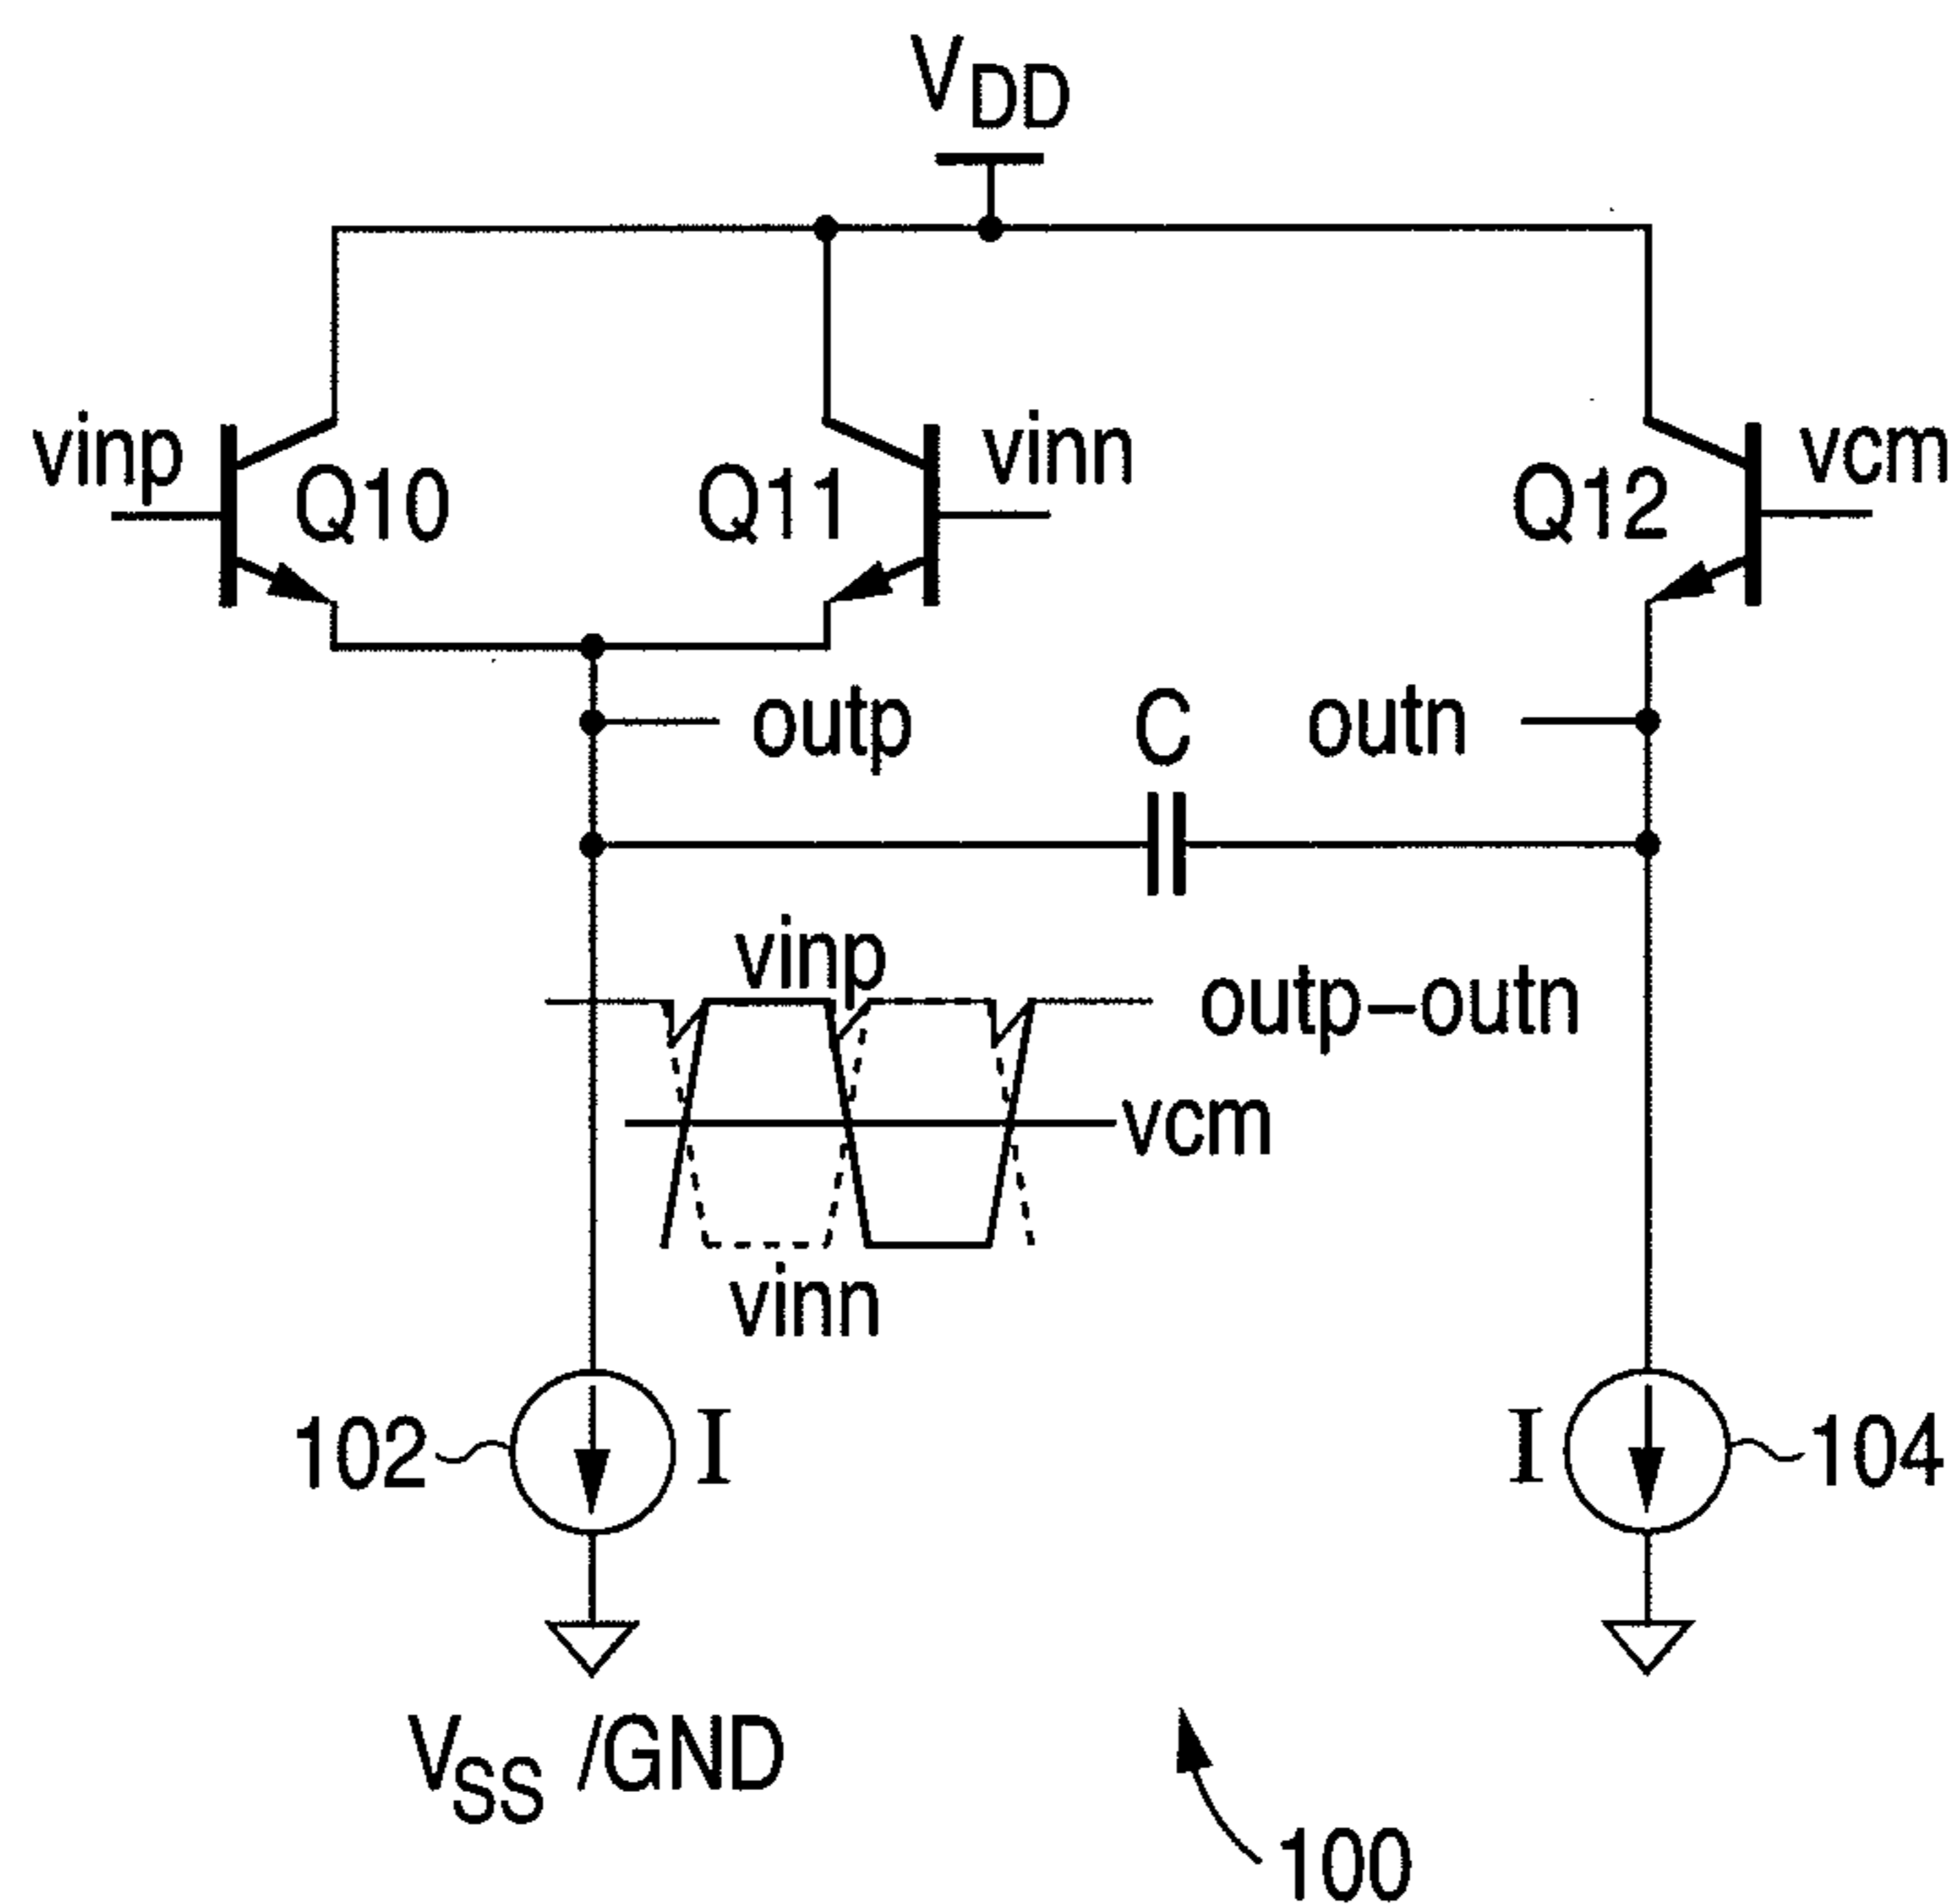 VDD
vinp
Q10
Q11
vinn
Q12
vcm
outp
C
outn
vinp
outp-outn
vcm
vinn
102
I
I
104
VSS /GND
100